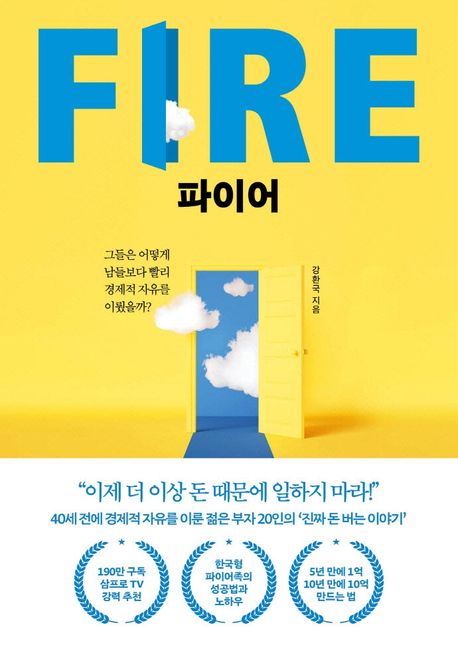 FIRE
파이어
그들은 어떻게
남들보다 빨리
경제적 자유를
이뤘을까?
강환국 지음
“이제 더 이상 돈 때문에 일하지 마라!”
40세 전에 경제적 자유를 이룬 젊은 부자 20인의 ‘진짜 돈 버는 이야기’
190만 구독
삼프로 TV
강력 추천
한국형
파이어족의
성공법과
노하우
5년 만에 1억
10년 만에 10억
만드는 법